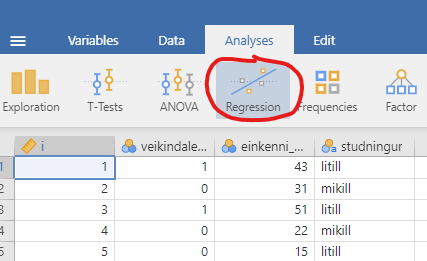 Variables Data Analyses Edit
Exploration T-Tests ANOVA Regression Frequencies Factor
i veikindale... einkenni_... studningur
1 1 1 43 litill
2 2 0 31 mikill
3 3 1 51 litill
4 4 0 22 mikill
5 5 0 15 litill